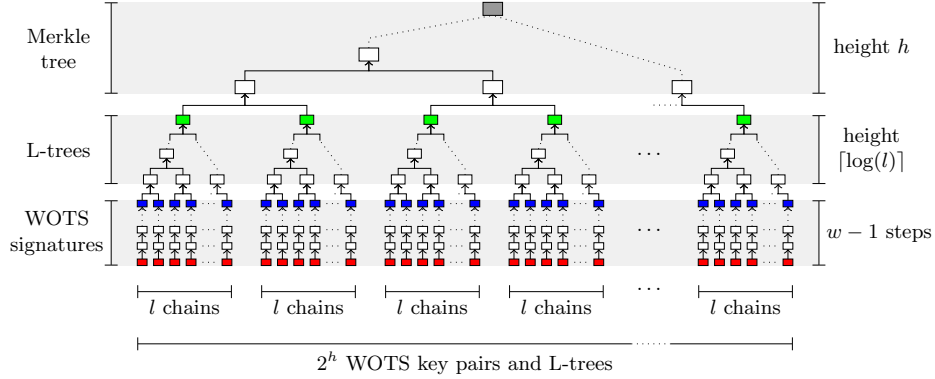 Merkle
tree
height h
L-trees
height
⌈log(l)⌉
···
WOTS
signatures
···
w − 1 steps
···
l chains
l chains
l chains
l chains
l chains
2^h WOTS key pairs and L-trees